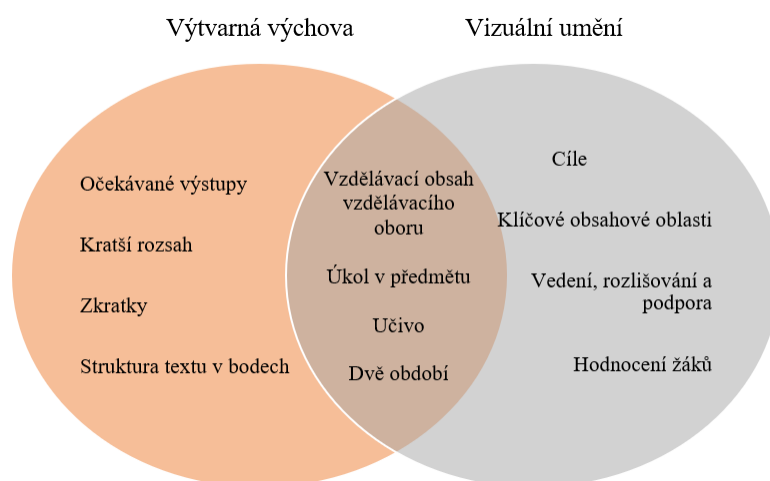 Výtvarná výchova
Vizuální umění
Očekávané výstupy
Kratší rozsah
Zkratky
Struktura textu v bodech
Vzdělávací obsah
vzdělávacího
oboru
Úkol v předmětu
Učivo
Dvě období
Cíle
Klíčové obsahové oblasti
Vedení, rozlišování a
podpora
Hodnocení žáků